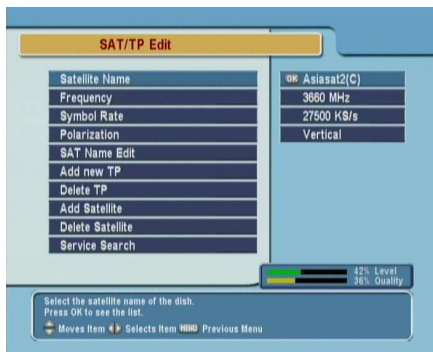 SAT/TP Edit
Satellite Name OK Asiasat2(C)
Frequency 3660 MHz
Symbol Rate 27500 KS/s
Polarization Vertical
SAT Name Edit
Add new TP
Delete TP
Add Satellite
Delete Satellite
Service Search
42% Level
36% Quality
Select the satellite name of the dish.
Press OK to see the list.
Moves Item Selects Item MENU Previous Menu